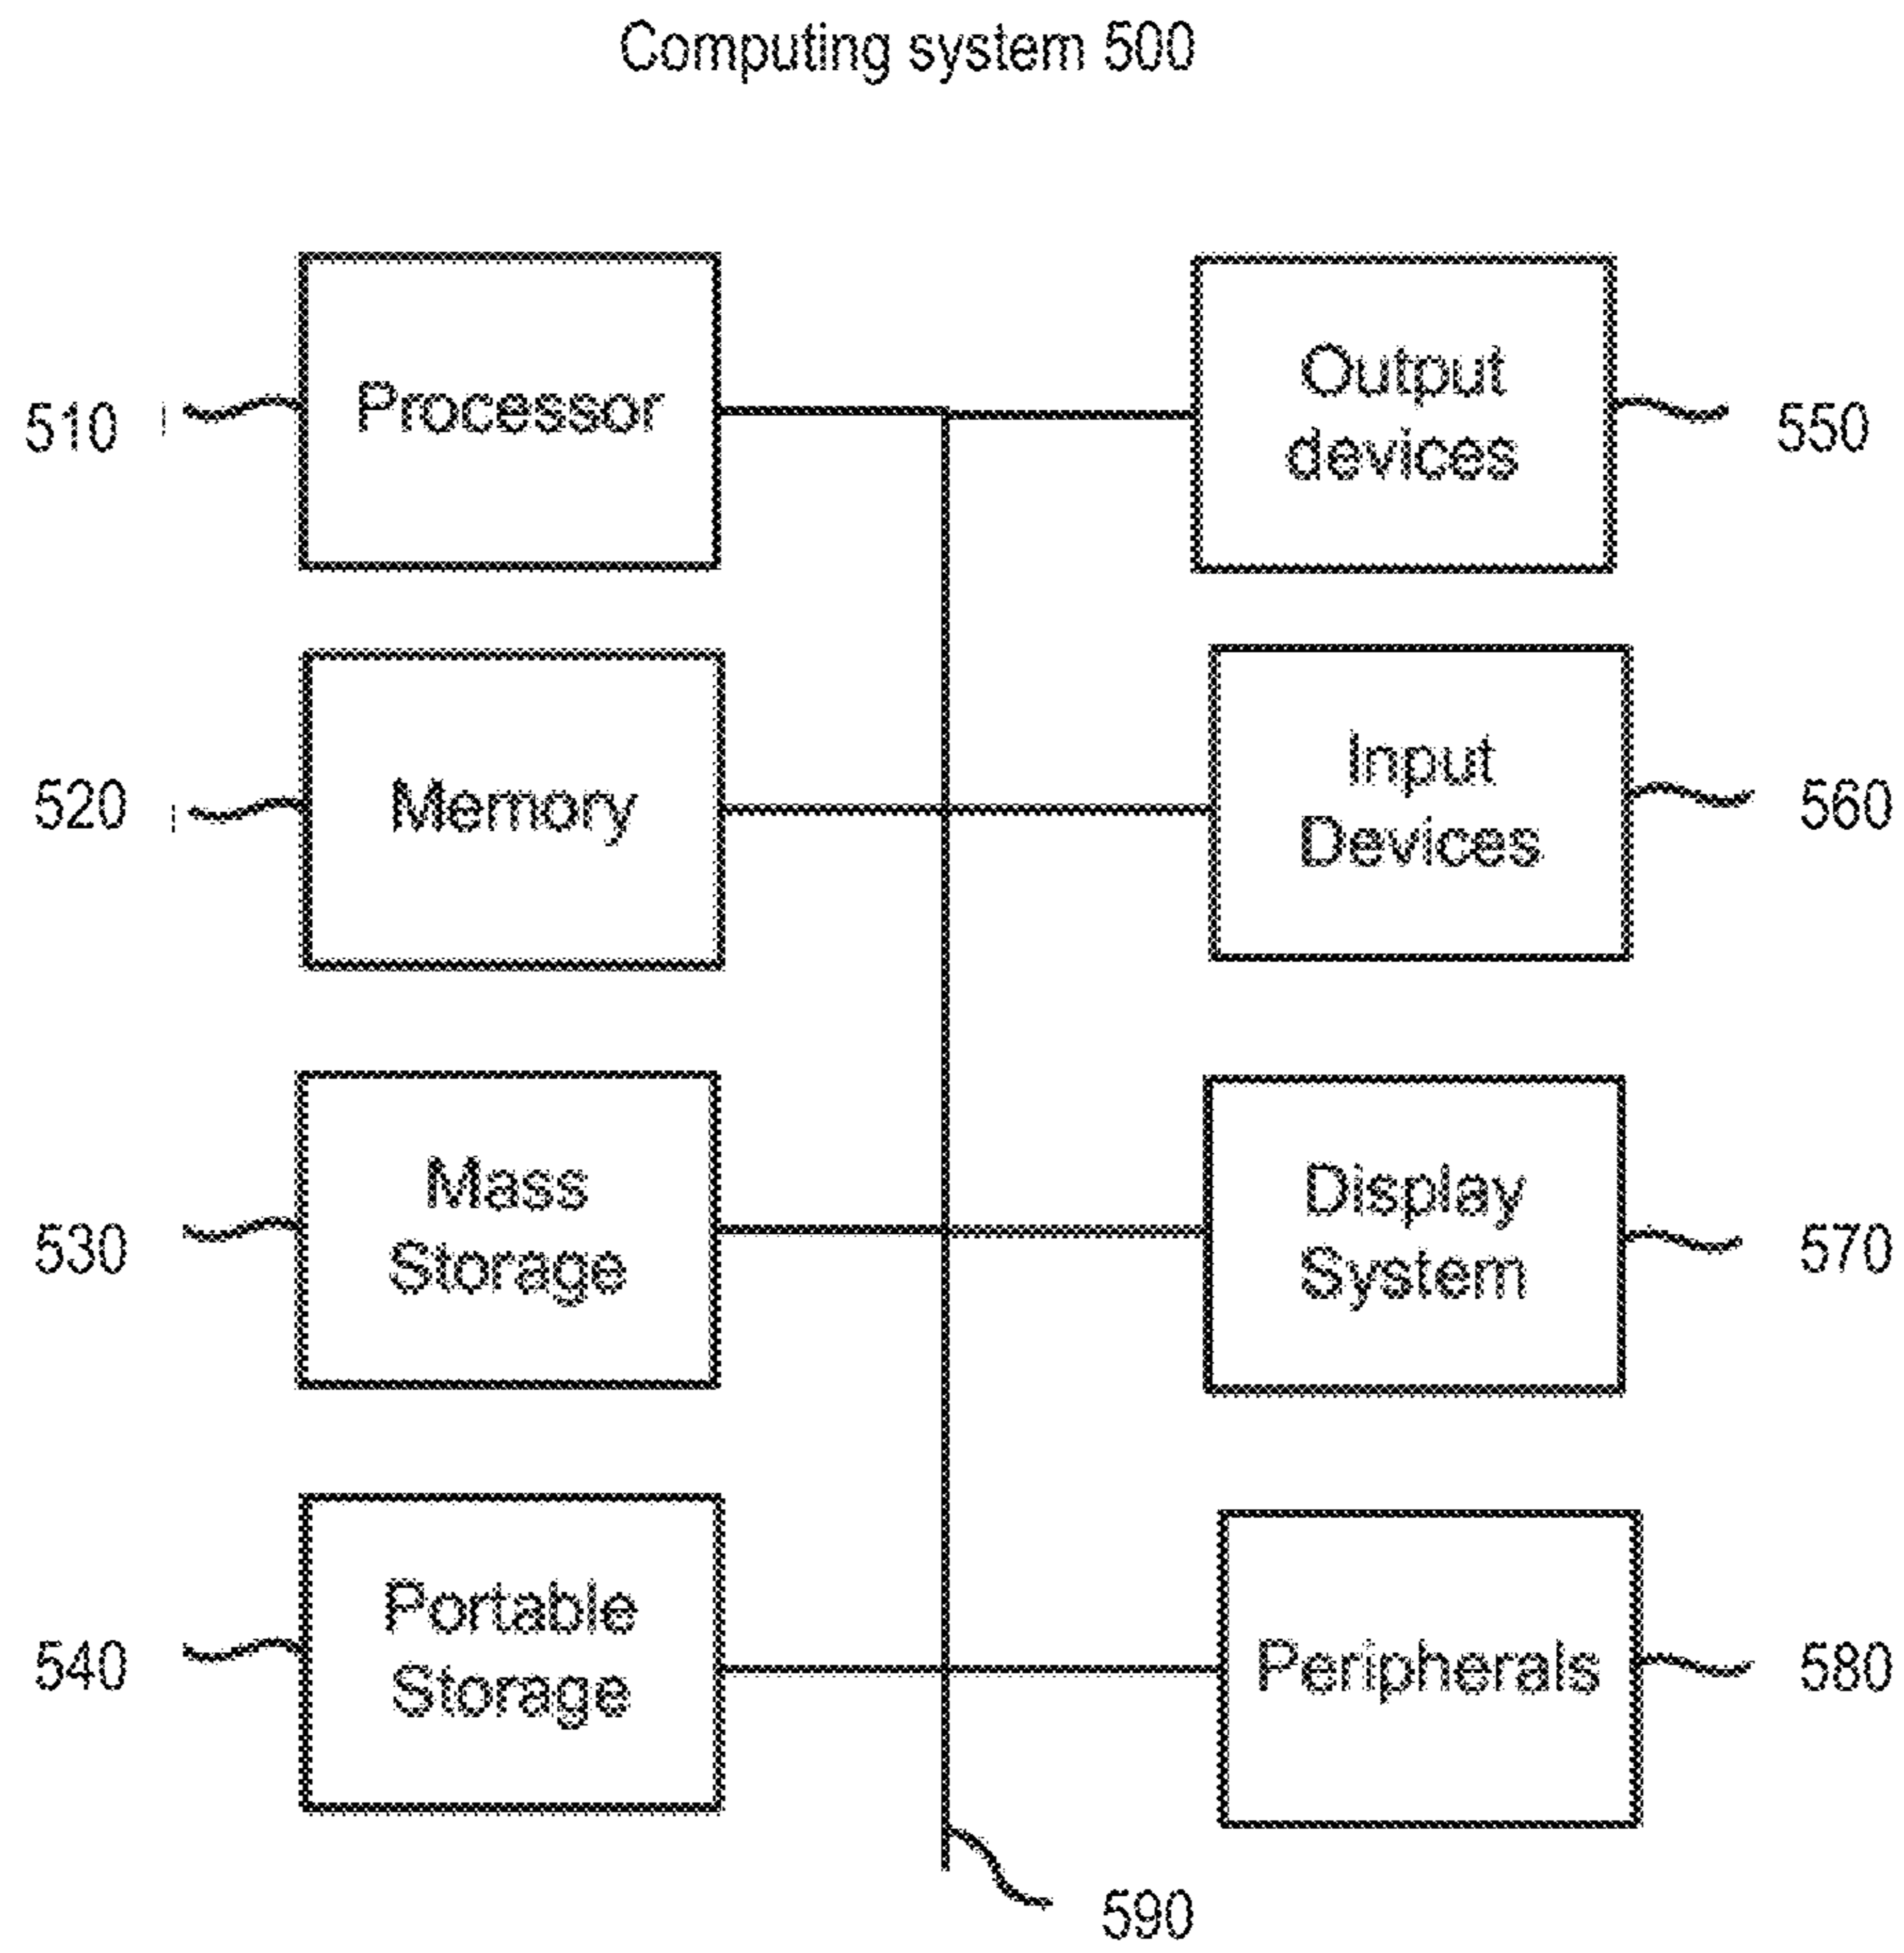 Computing system 500
510
Processor
Output
devices
550
520
Memory
Input
Devices
560
530
Mass
Storage
Display
System
570
540
Portable
Storage
Peripherals
580
590